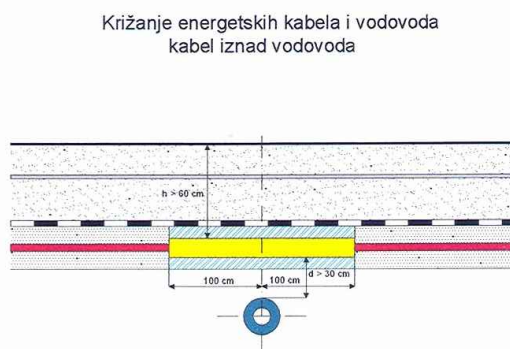 Križanje energetskih kabela i vodovoda
kabel iznad vodovoda
h > 60 cm
100 cm
100 cm
d > 30 cm